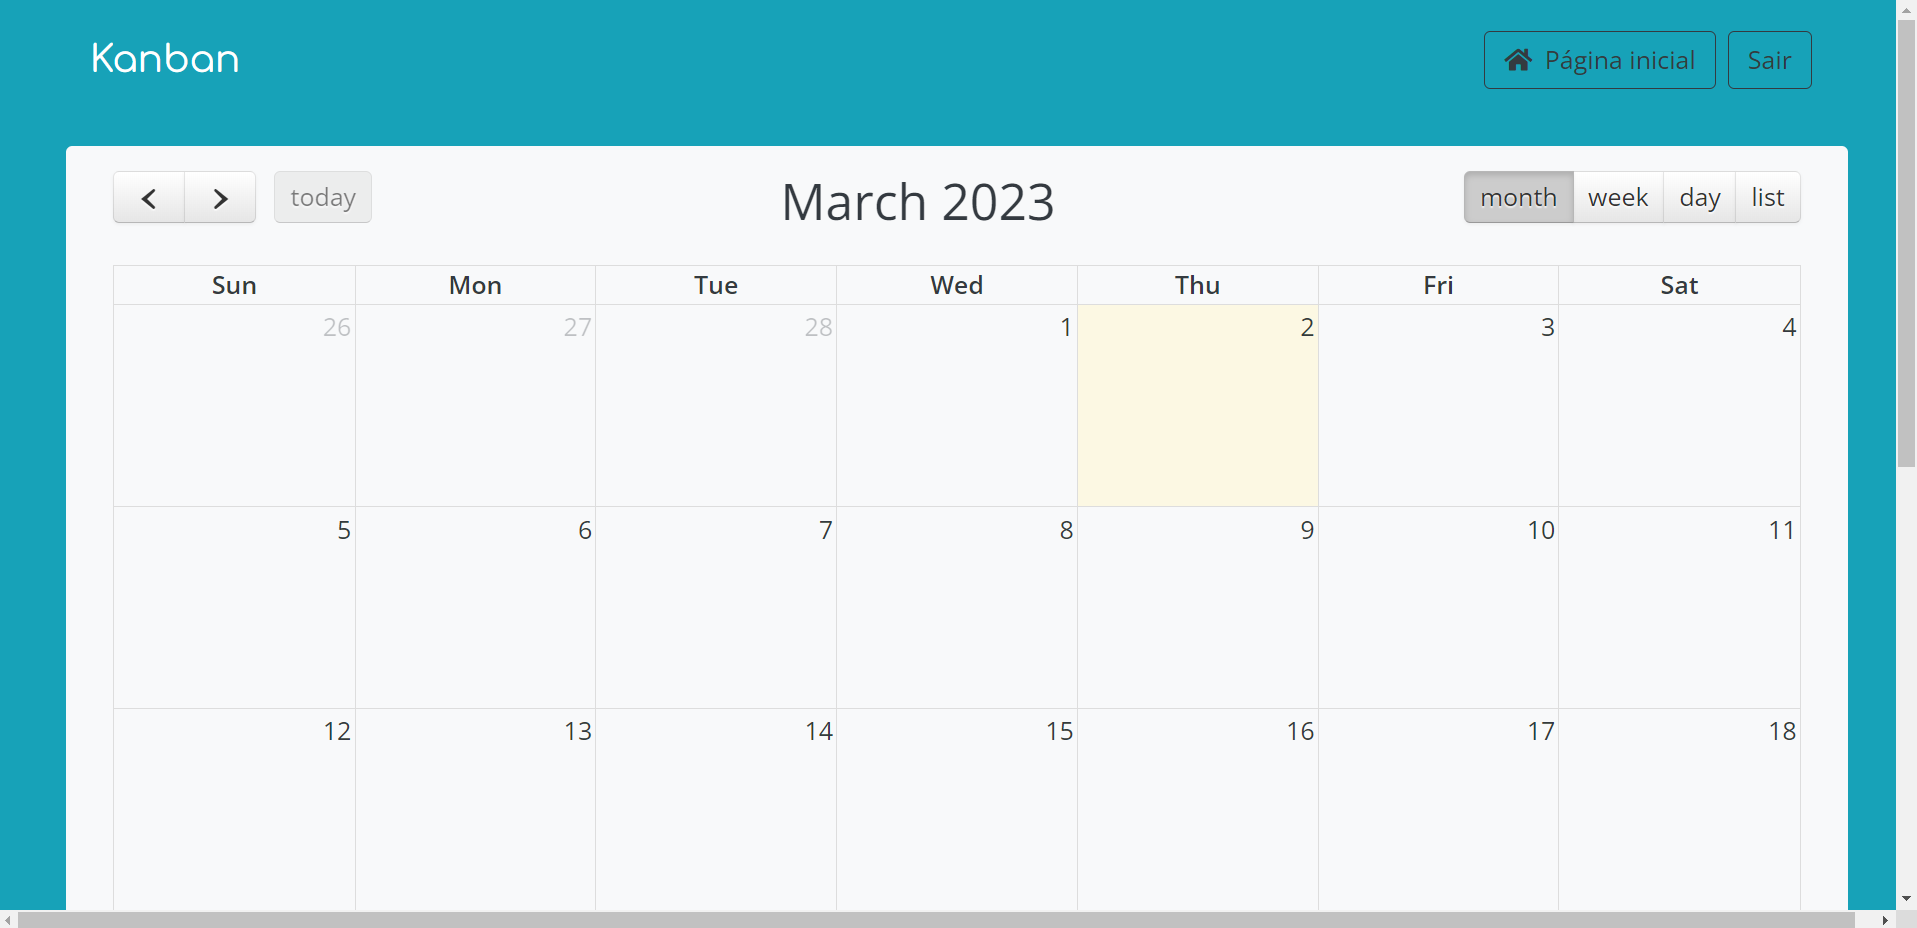 Kanban
Página inicial Sair
today March 2023 month week day list
Sun Mon Tue Wed Thu Fri Sat
26 27 28 1 2 3 4
5 6 7 8 9 10 11
12 13 14 15 16 17 18